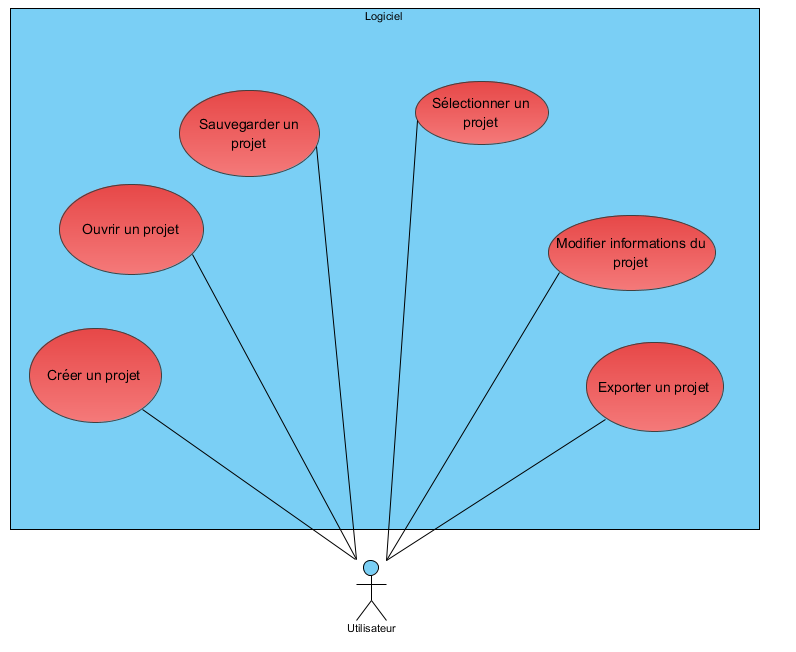 Logiciel
Sélectionner un
projet
Sauvegarder un
projet
Ouvrir un projet
Modifier informations du
projet
Créer un projet
Exporter un projet
Utilisateur